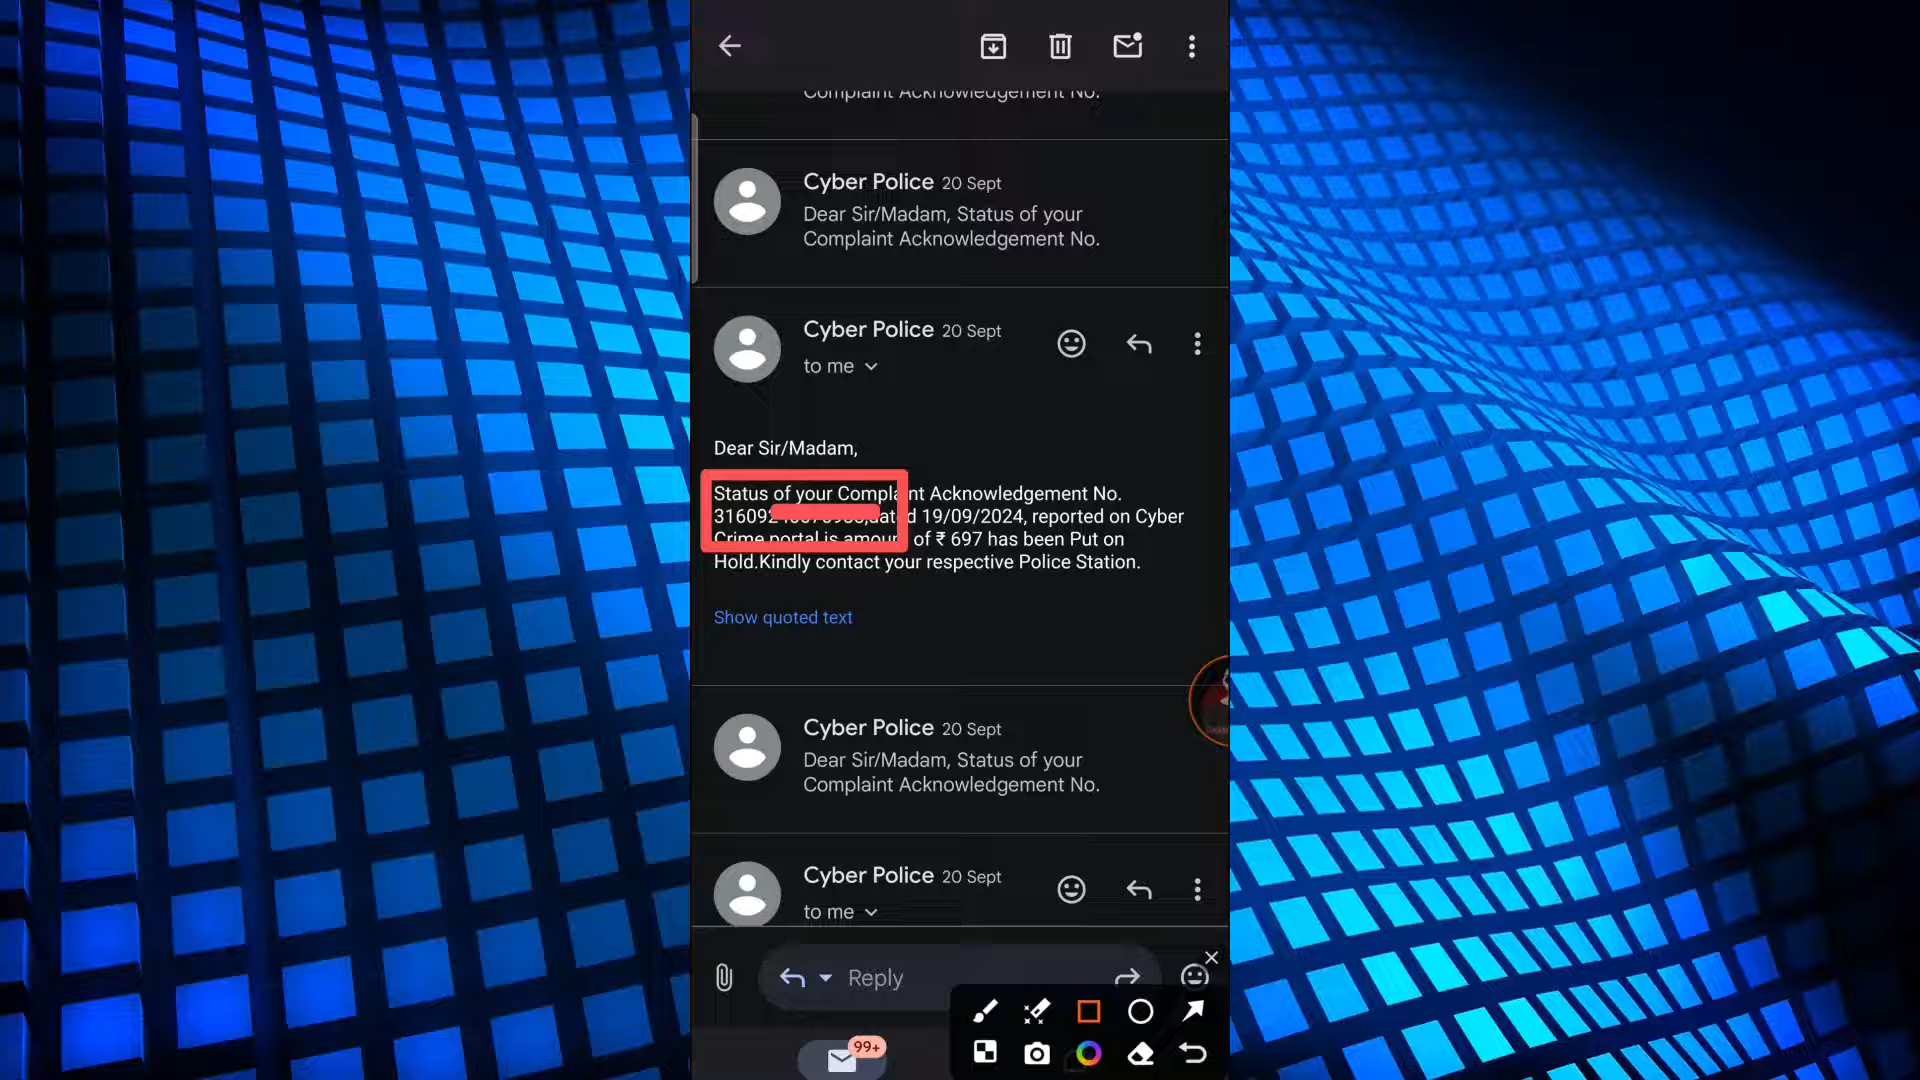 Complaint Acknowledgement No.
Cyber Police 20 Sept
Dear Sir/Madam, Status of your
Complaint Acknowledgement No.
Cyber Police 20 Sept
to me
Dear Sir/Madam,
Status of your Complaint Acknowledgement No.
dated 19/09/2024, reported on Cyber
Crime portal is amount of ₹ 697 has been Put on
Hold.Kindly contact your respective Police Station.
Show quoted text
Cyber Police 20 Sept
Dear Sir/Madam, Status of your
Complaint Acknowledgement No.
Cyber Police 20 Sept
to me
Reply
99+